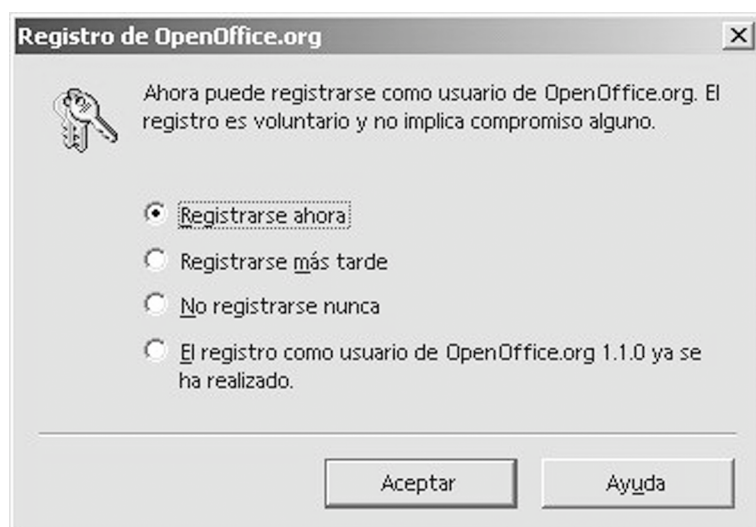 Registro de OpenOffice.org
Ahora puede registrarse como usuario de OpenOffice.org. El
registro es voluntario y no implica compromiso alguno.
Registrarse ahora
Registrarse más tarde
No registrarse nunca
El registro como usuario de OpenOffice.org 1.1.0 ya se
ha realizado.
Aceptar
Ayuda